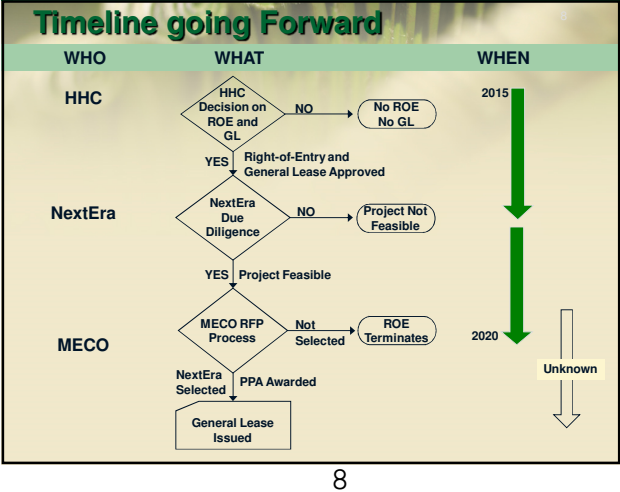 Timeline going Forward
WHO WHAT WHEN
HHC
HHC
Decision on
ROE and
GL
NO
No ROE
No GL
2015
YES
Right-of-Entry and
General Lease Approved
NextEra
NextEra
Due
Diligence
NO
Project Not
Feasible
YES
Project Feasible
MECO
MECO RFP
Process
Not
Selected
ROE
Terminates
2020
Unknown
NextEra
Selected
PPA Awarded
General Lease
Issued
8